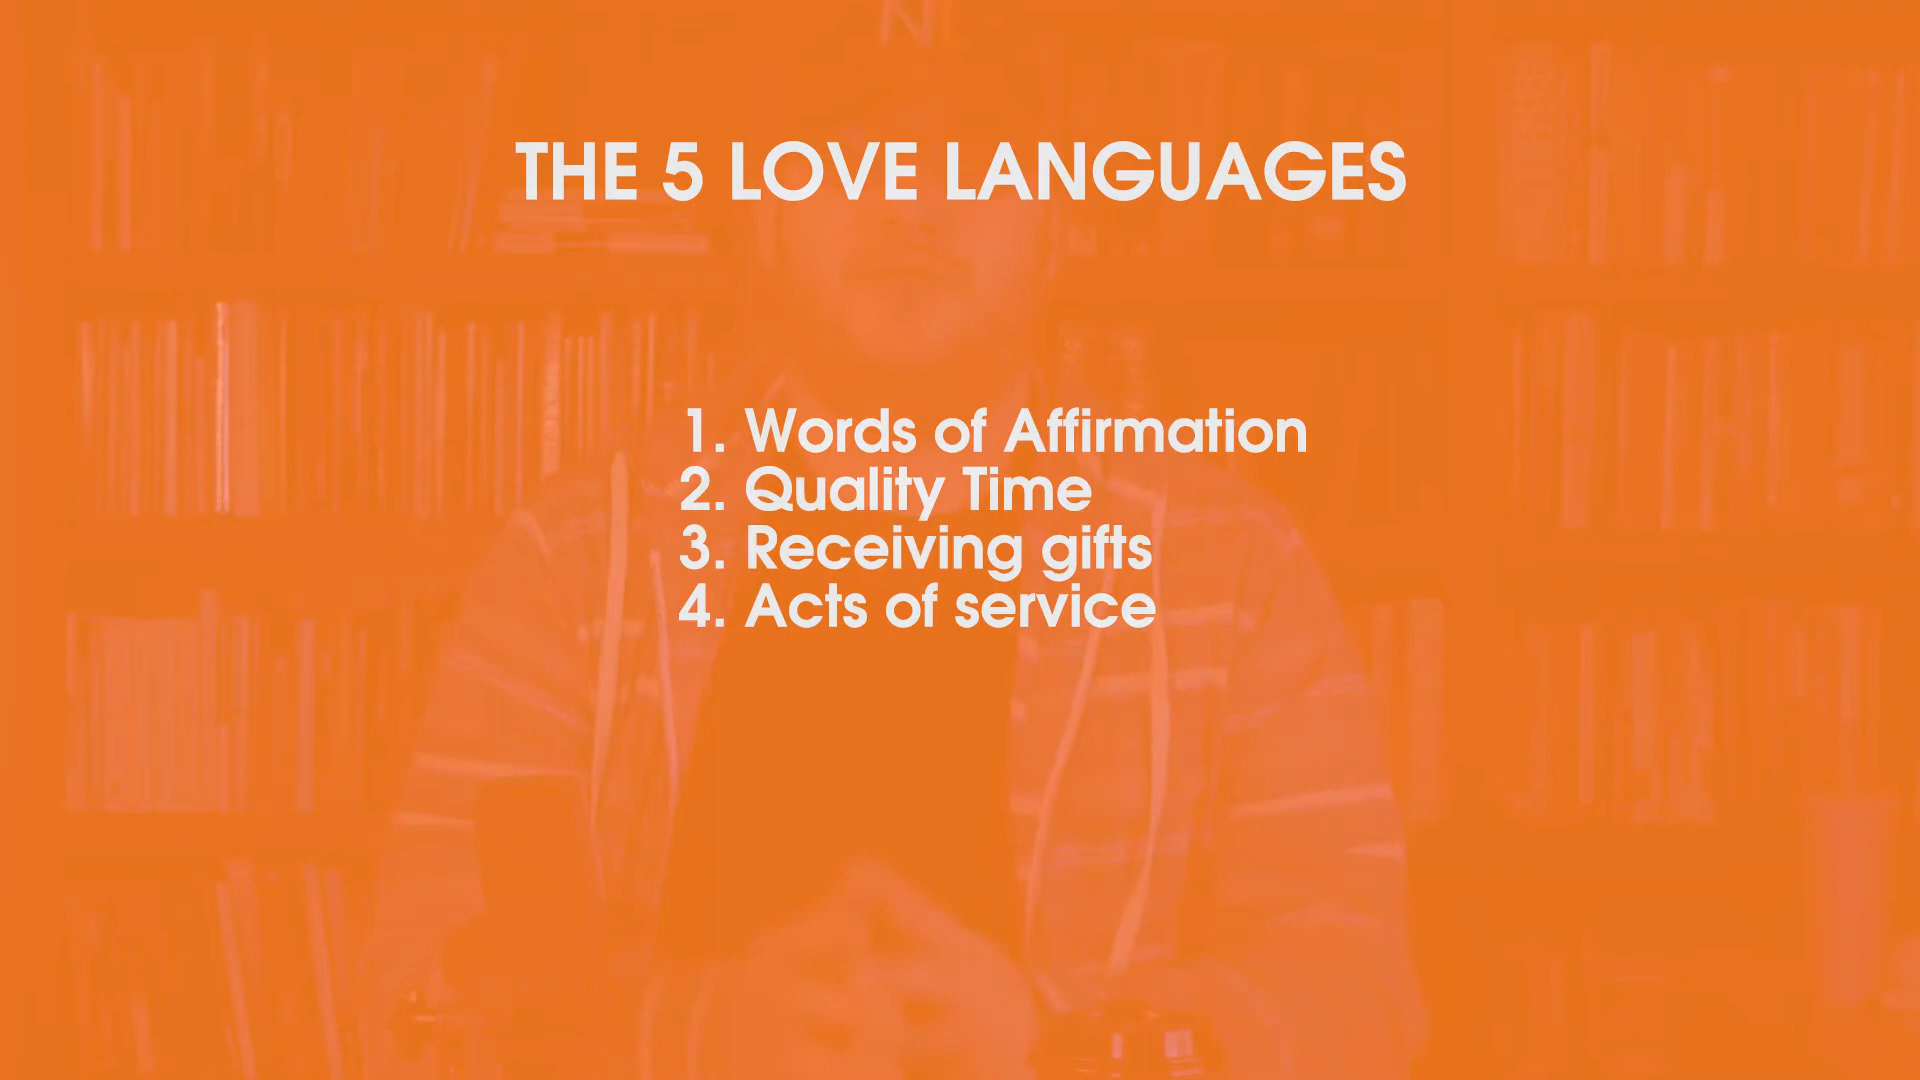 THE 5 LOVE LANGUAGES
1. Words of Affirmation
2. Quality Time
3. Receiving gifts
4. Acts of service